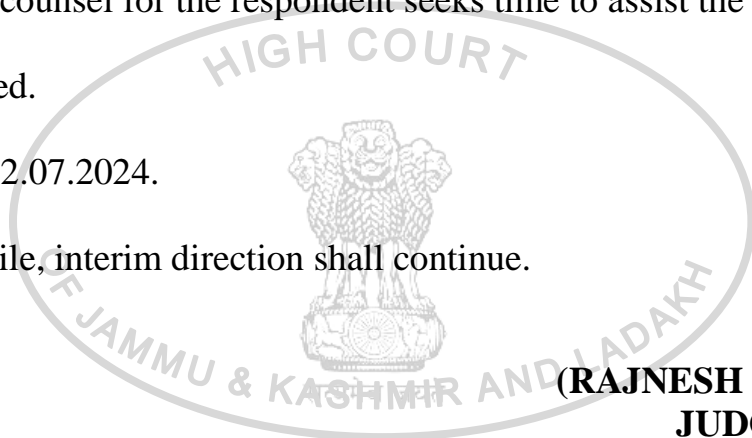 counsel for the respondent seeks time to assist the
HIGH COURT
ed.
2.07.2024.
ile, interim direction shall continue.
OF JAMMU & KASHMIR AND LADAKH
(RAJNESH